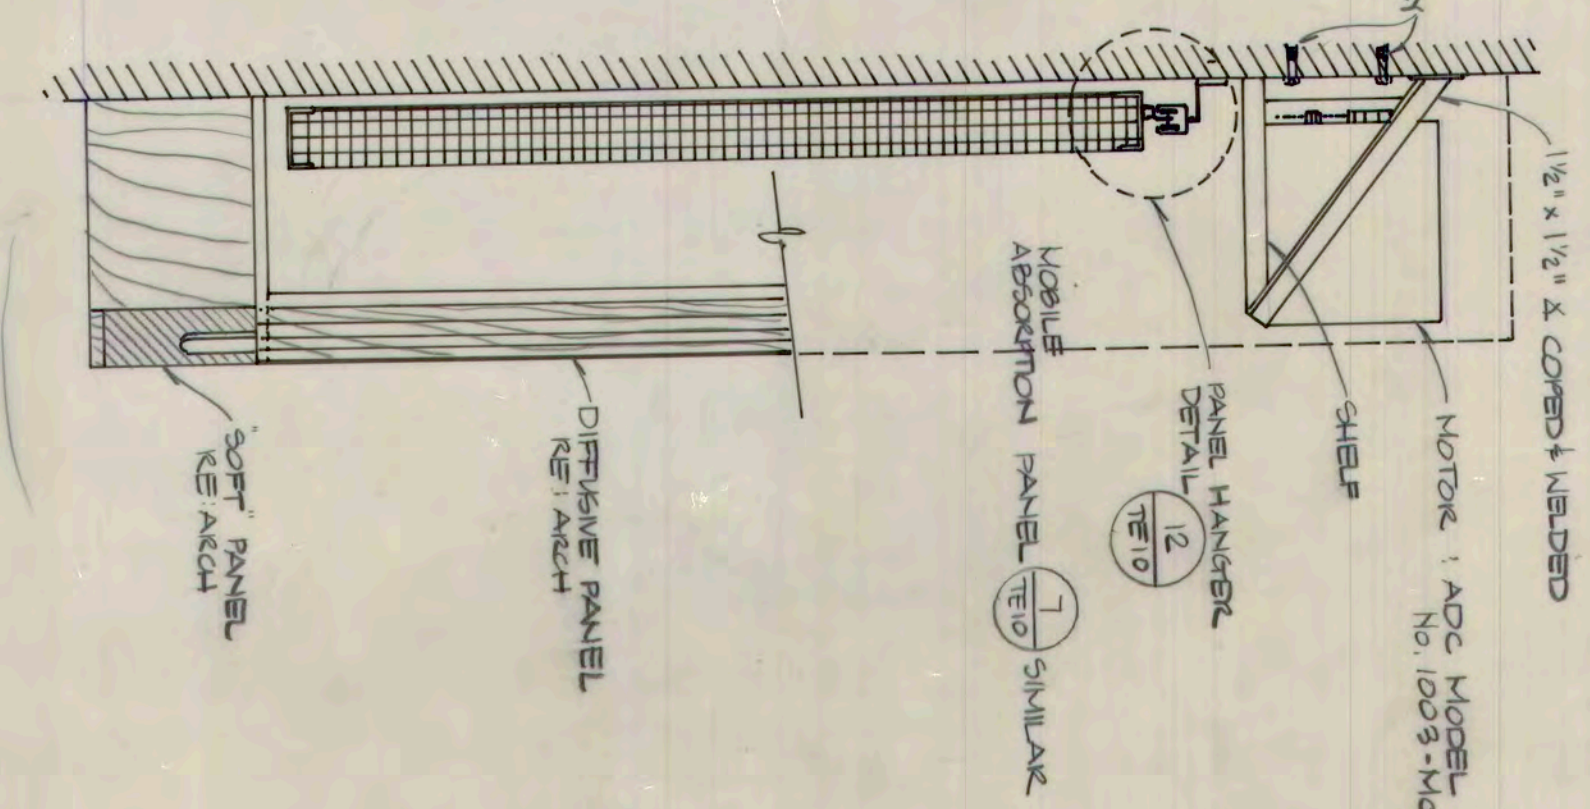 1½" x 1½" ∡ COPED & WELDED
MOTOR : ADC MODEL
No. 1003-MC
SHELF
PANEL HANGER
DETAIL
12
TE10
MOBILE
ABSORPTION PANEL
7
TE10
SIMILAR
DIFFUSIVE PANEL
RE: ARCH
"SOFT" PANEL
RE: ARCH